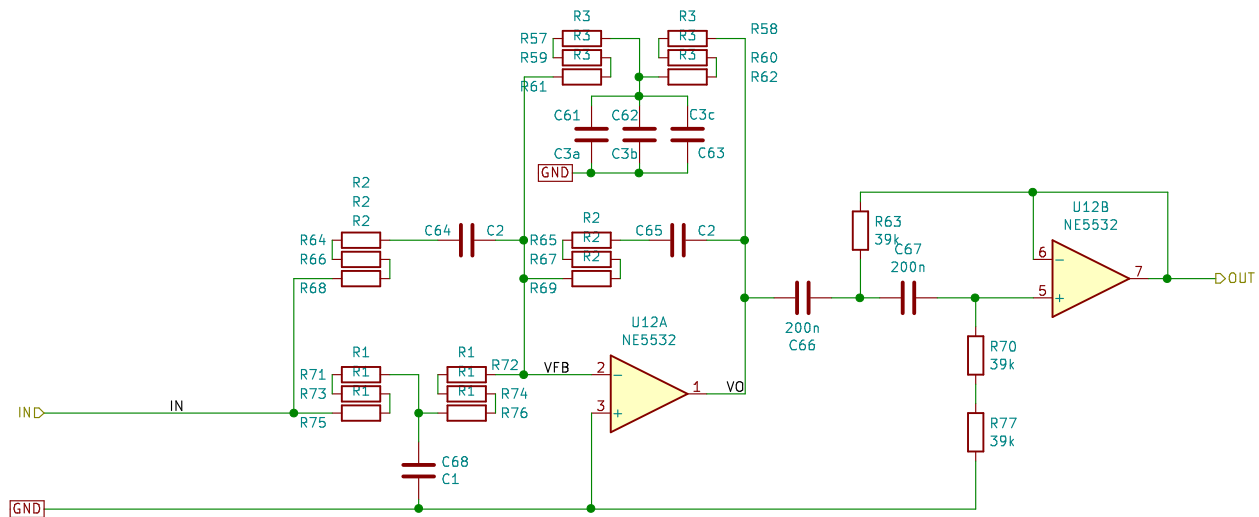 R3 R3
R57 R3 R3 R58
R59 R3 R3 R60
R61 R62
C61 C62 C3c
C3a C3b C63
GND
R2
R2
R2 R2 U12B
R64 C64 C2 R65 R2 C65 C2 R63 NE5532
R66 R67 R2 39k
R68 R69 C67 6
200n 7 OUT
5
U12A 200n
NE5532 C66
R1 R1 R72 VFB 2 R70
R71 R1 R1 39k
R73 R1 R1 R74 1 VO
IN IN R75 R76 3 R77
39k
C68
C1
GND